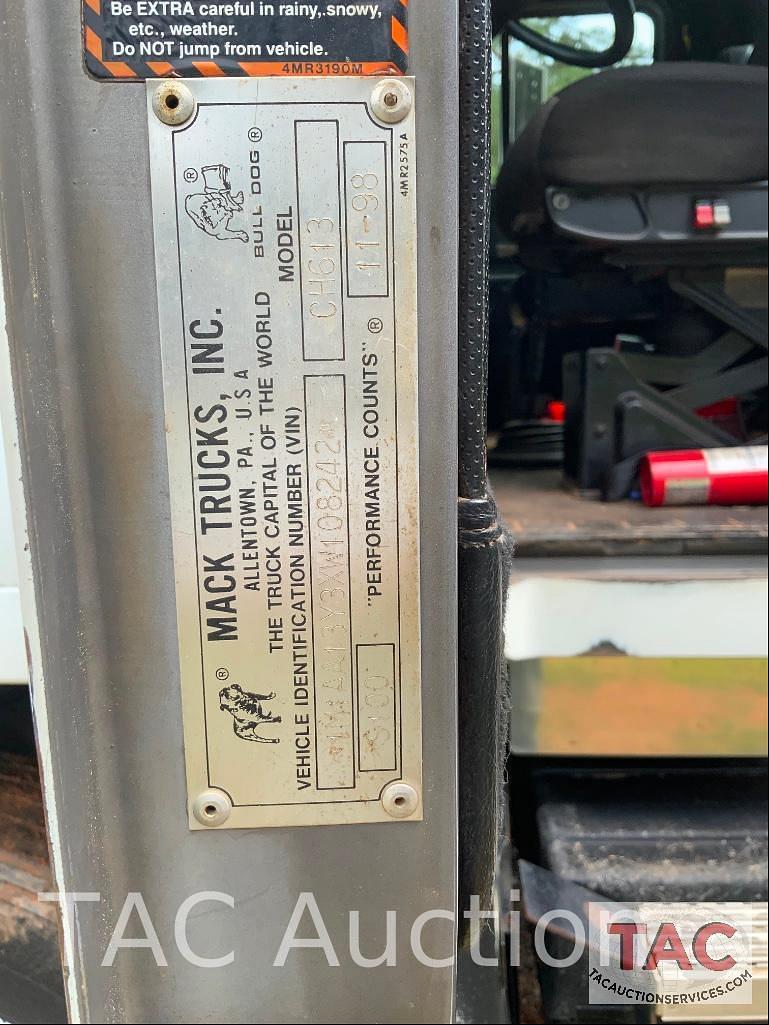 Be EXTRA careful in rainy,.snowy,
etc., weather.
Do NOT jump from vehicle.
4MR3190M
® ®
MACK TRUCKS, INC.
ALLENTOWN, PA., U.S A
THE TRUCK CAPITAL OF THE WORLD
BULL DOG ®
VEHICLE IDENTIFICATION NUMBER (VIN)
MODEL
CH613
S100
"PERFORMANCE COUNTS" ®
11-98
4MR2575A
TAC Auction
TAC
TACAUCTIONSERVICES.COM